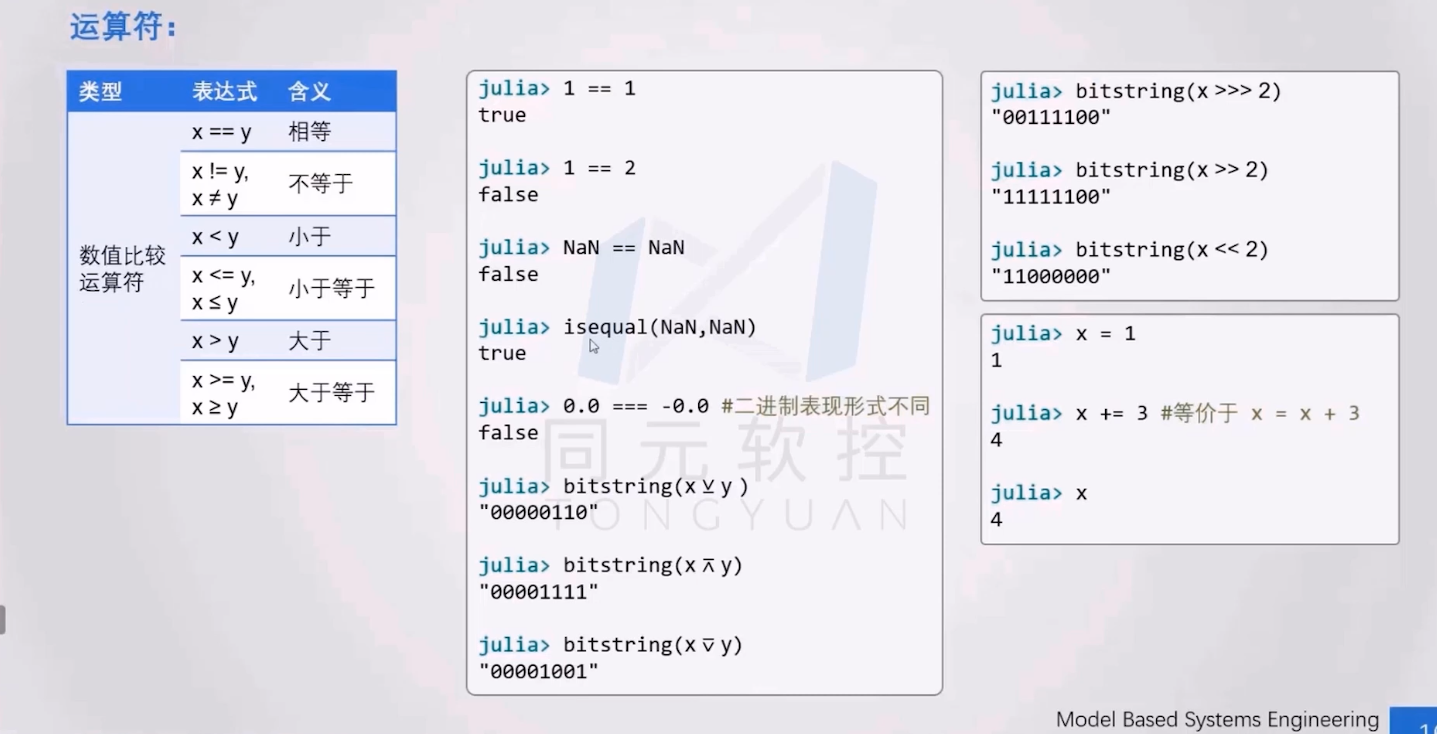 运算符：
类型 表达式 含义
数值比较
运算符
x == y 相等
x != y,
x ≠ y
不等于
x < y 小于
x <= y,
x ≤ y
小于等于
x > y 大于
x >= y,
x ≥ y
大于等于
julia> 1 == 1
true
julia> 1 == 2
false
julia> NaN == NaN
false
julia> isequal(NaN,NaN)
true
julia> 0.0 === -0.0 #二进制表现形式不同
false
julia> bitstring(x ⊻ y )
"00000110"
julia> bitstring(x ⊼ y)
"00001111"
julia> bitstring(x ⊽ y)
"00001001"
julia> bitstring(x >>> 2)
"00111100"
julia> bitstring(x >> 2)
"11111100"
julia> bitstring(x << 2)
"11000000"
julia> x = 1
1
julia> x += 3 #等价于 x = x + 3
4
julia> x
4
同元软控
TONGYUAN
Model Based Systems Engineering